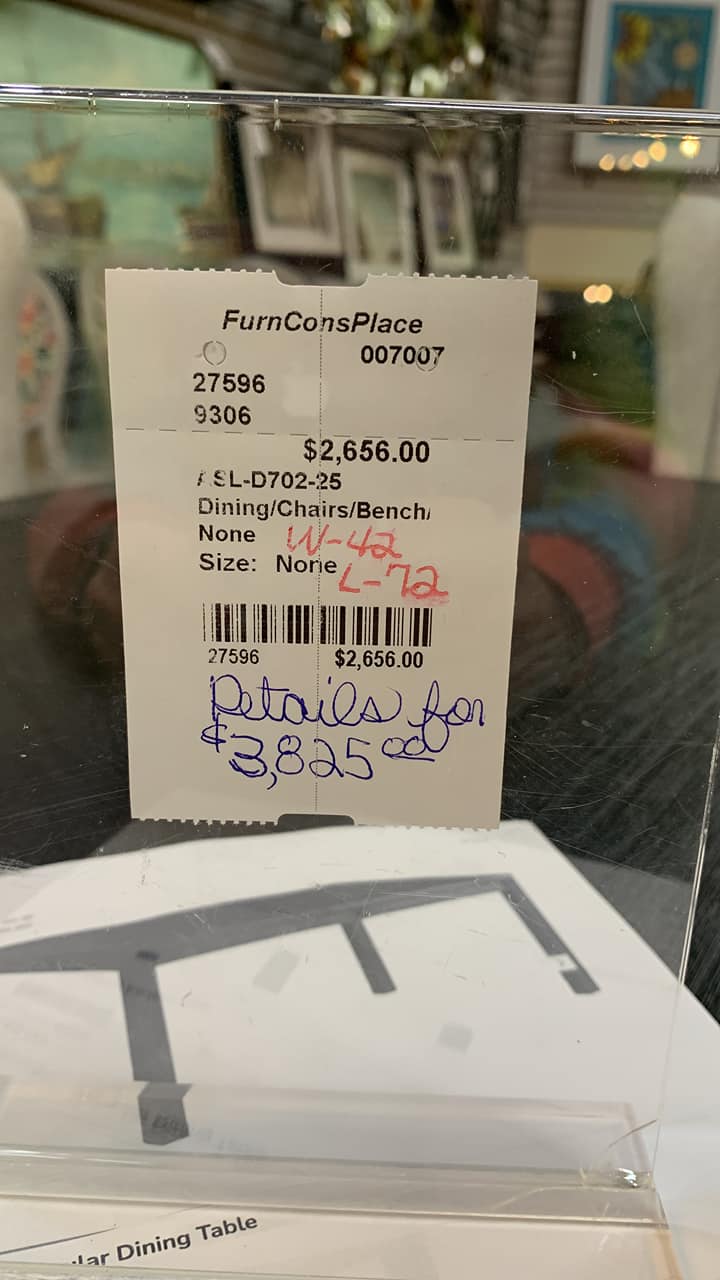 FurnConsPlace
007007
27596
9306
$2,656.00
SL-D702-25
Dining/Chairs/Bench/
None W-42
Size: None L-72
27596 $2,656.00
Details for
$3,825.00
Dining Table